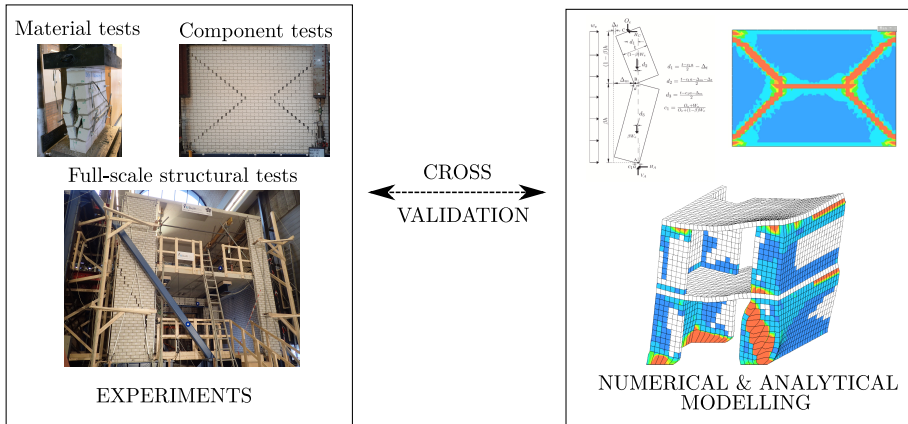 Material tests
Component tests
Full-scale structural tests
EXPERIMENTS
CROSS
VALIDATION
NUMERICAL & ANALYTICAL
MODELLING